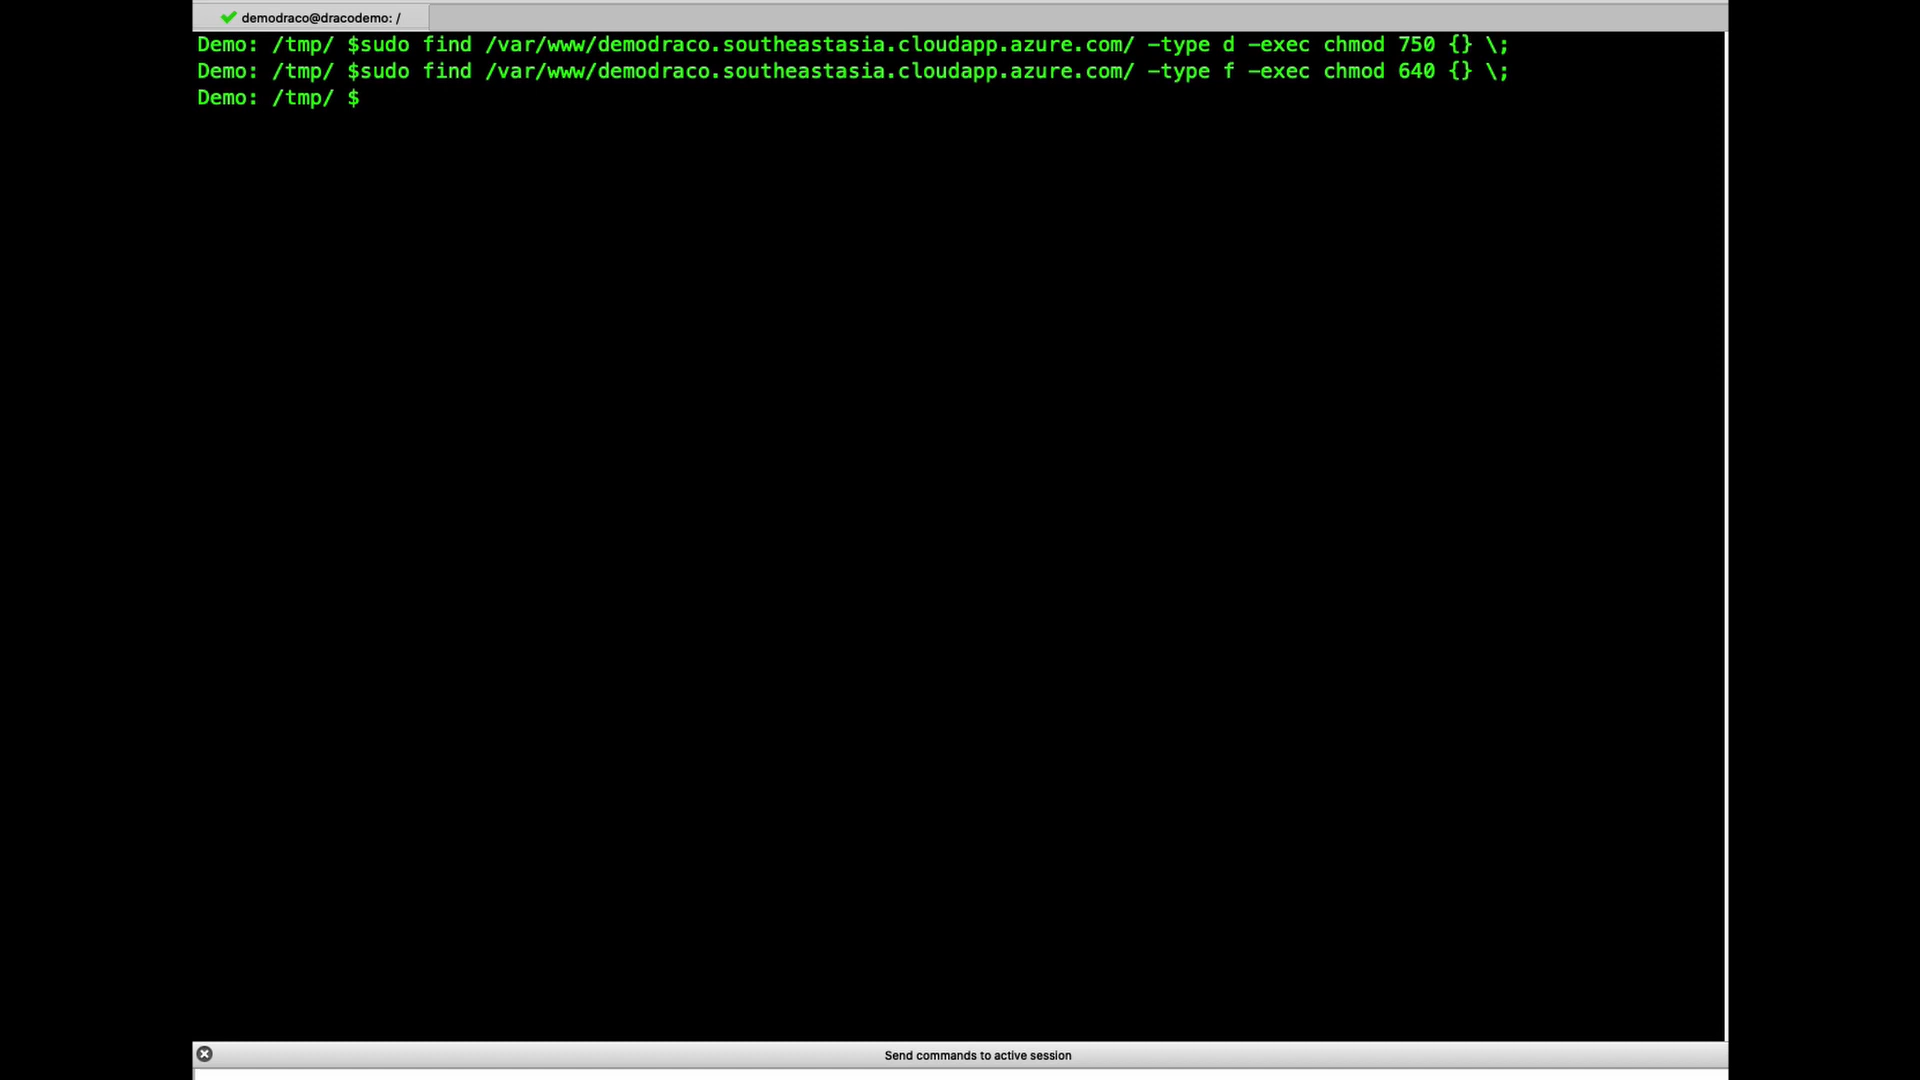 demodraco@dracodemo: /
Demo: /tmp/ $sudo find /var/www/demodraco.southeastasia.cloudapp.azure.com/ -type d -exec chmod 750 {} \;
Demo: /tmp/ $sudo find /var/www/demodraco.southeastasia.cloudapp.azure.com/ -type f -exec chmod 640 {} \;
Demo: /tmp/ $
Send commands to active session